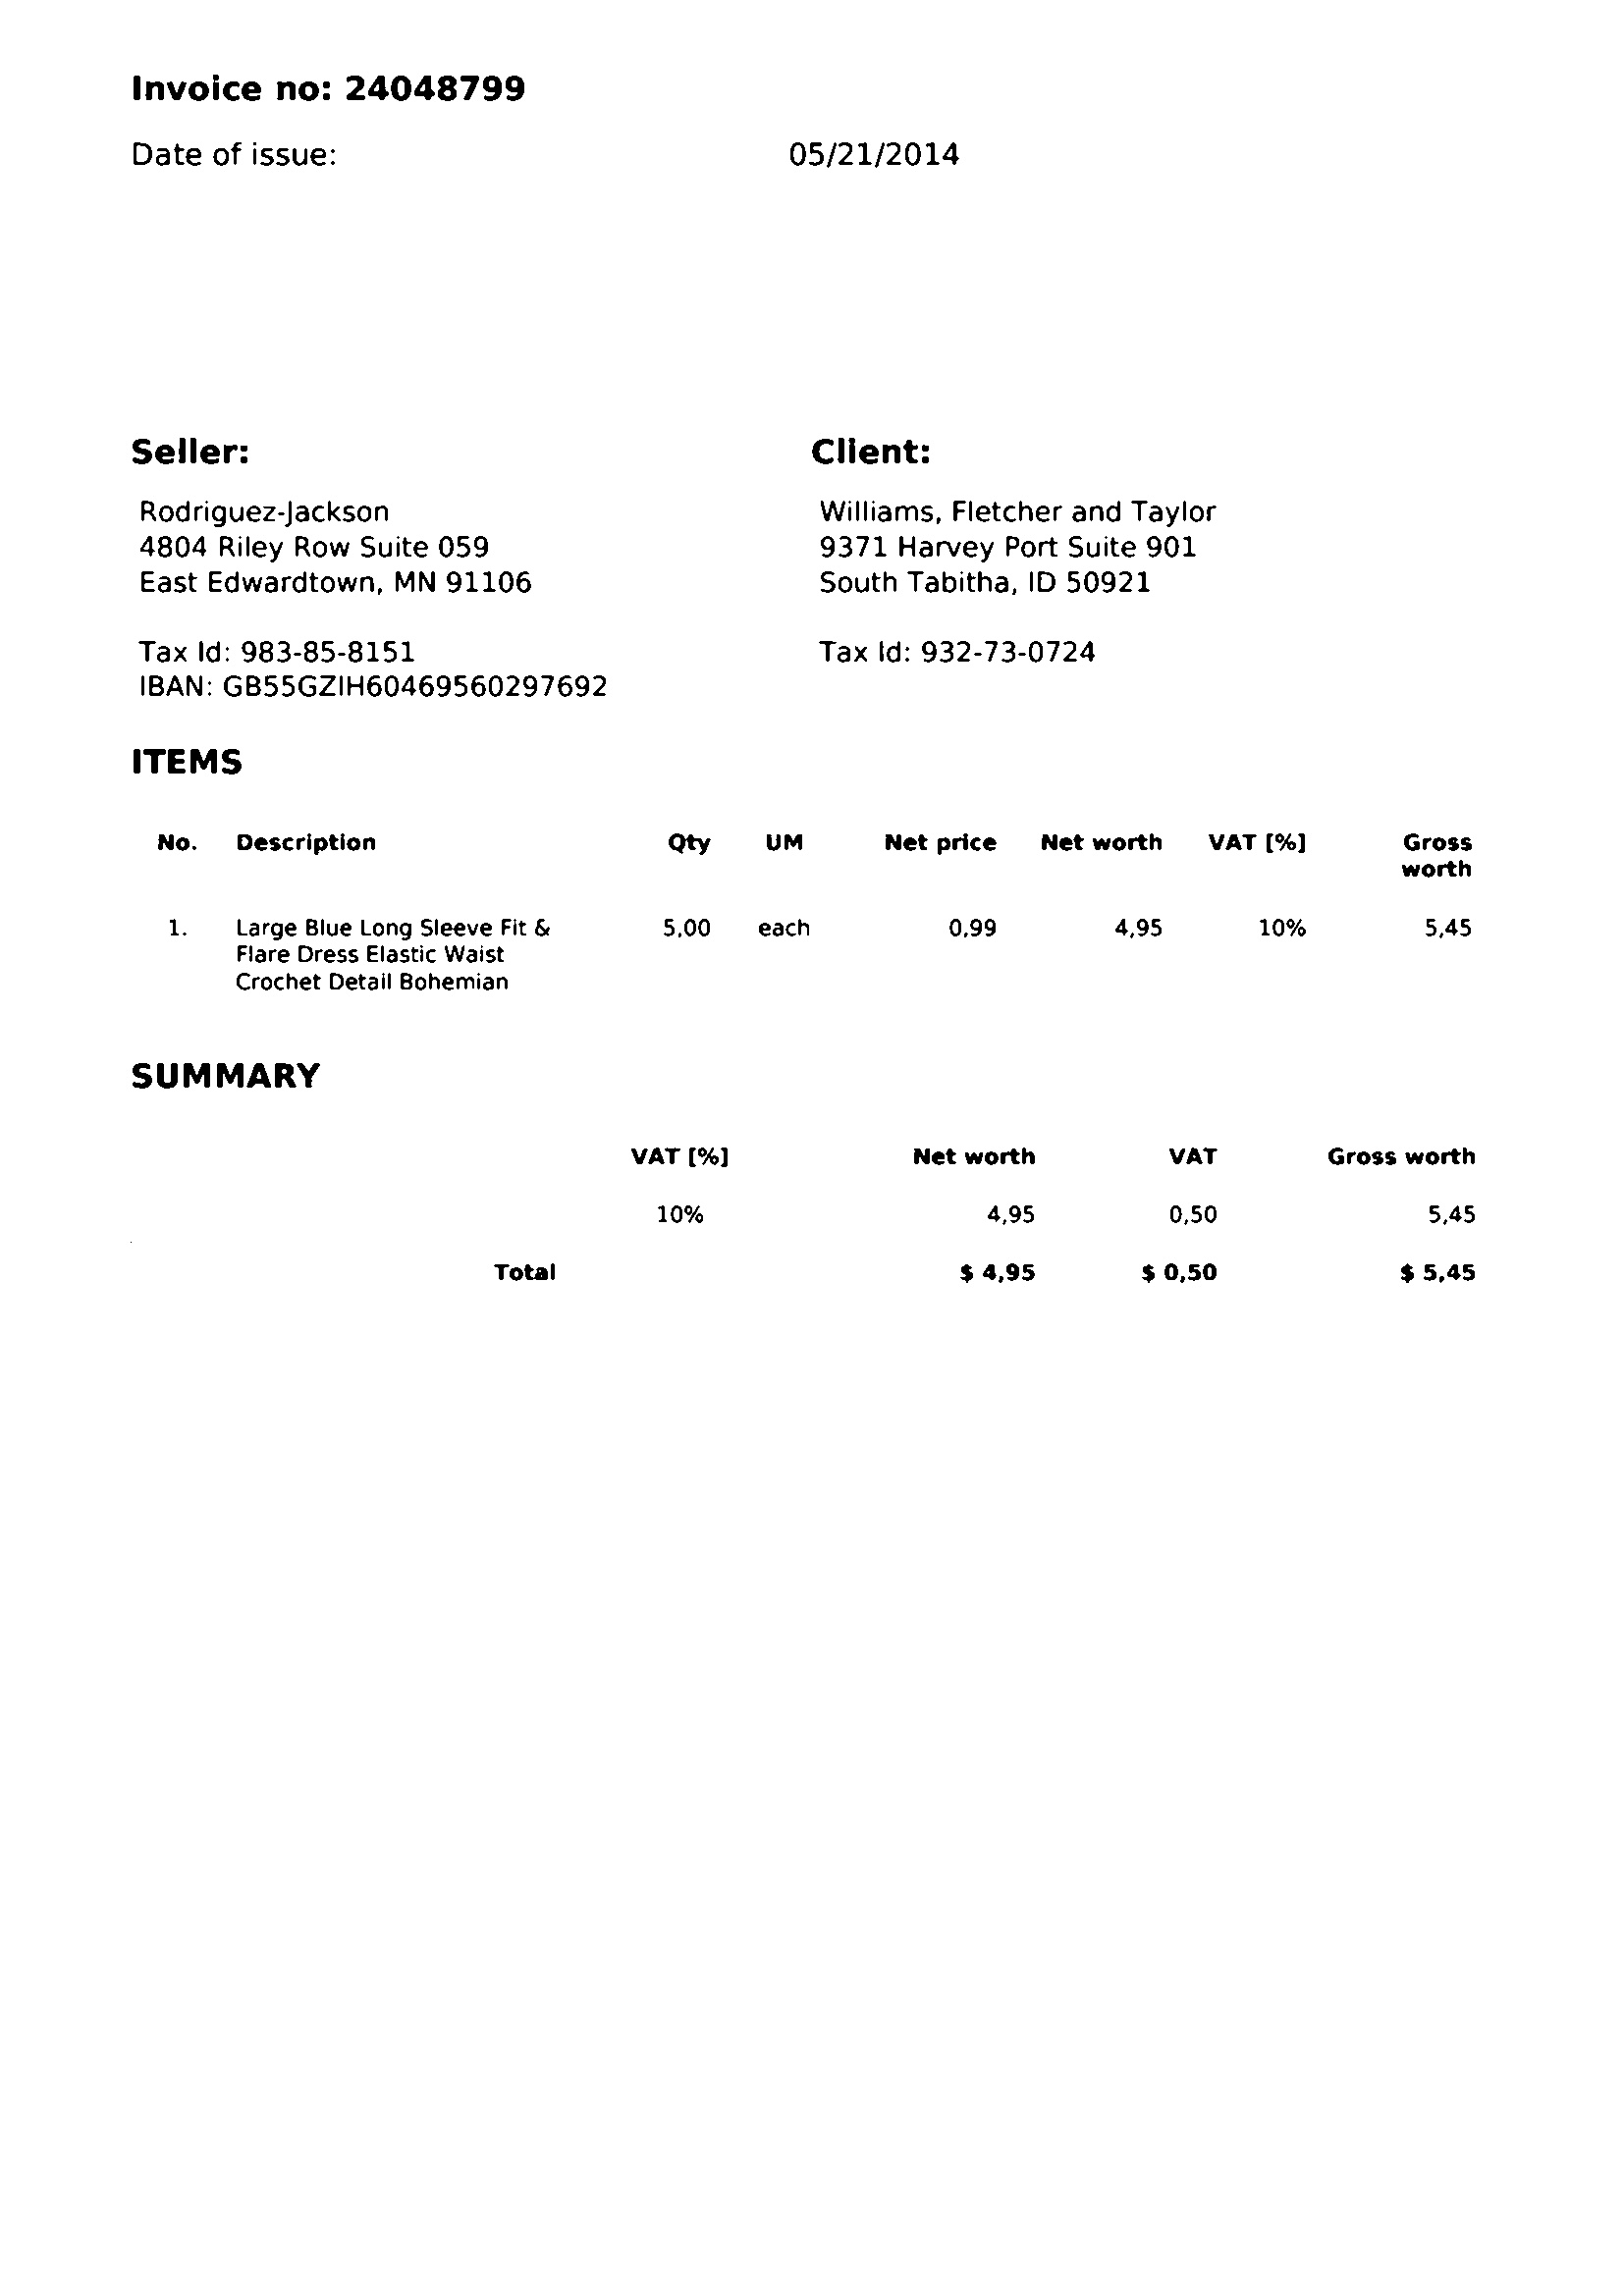 Invoice no: 24048799
Date of issue: 05/21/2014
Seller:
Rodriguez-Jackson
4804 Riley Row Suite 059
East Edwardtown, MN 91106
Tax Id: 983-85-8151
IBAN: GB55GZIH60469560297692
Client:
Williams, Fletcher and Taylor
9371 Harvey Port Suite 901
South Tabitha, ID 50921
Tax Id: 932-73-0724
ITEMS
No. Description Qty UM Net price Net worth VAT [%] Gross
worth
1. Large Blue Long Sleeve Fit & 5,00 each 0,99 4,95 10% 5,45
Flare Dress Elastic Waist
Crochet Detail Bohemian
SUMMARY
VAT [%] Net worth VAT Gross worth
10% 4,95 0,50 5,45
Total $ 4,95 $ 0,50 $ 5,45